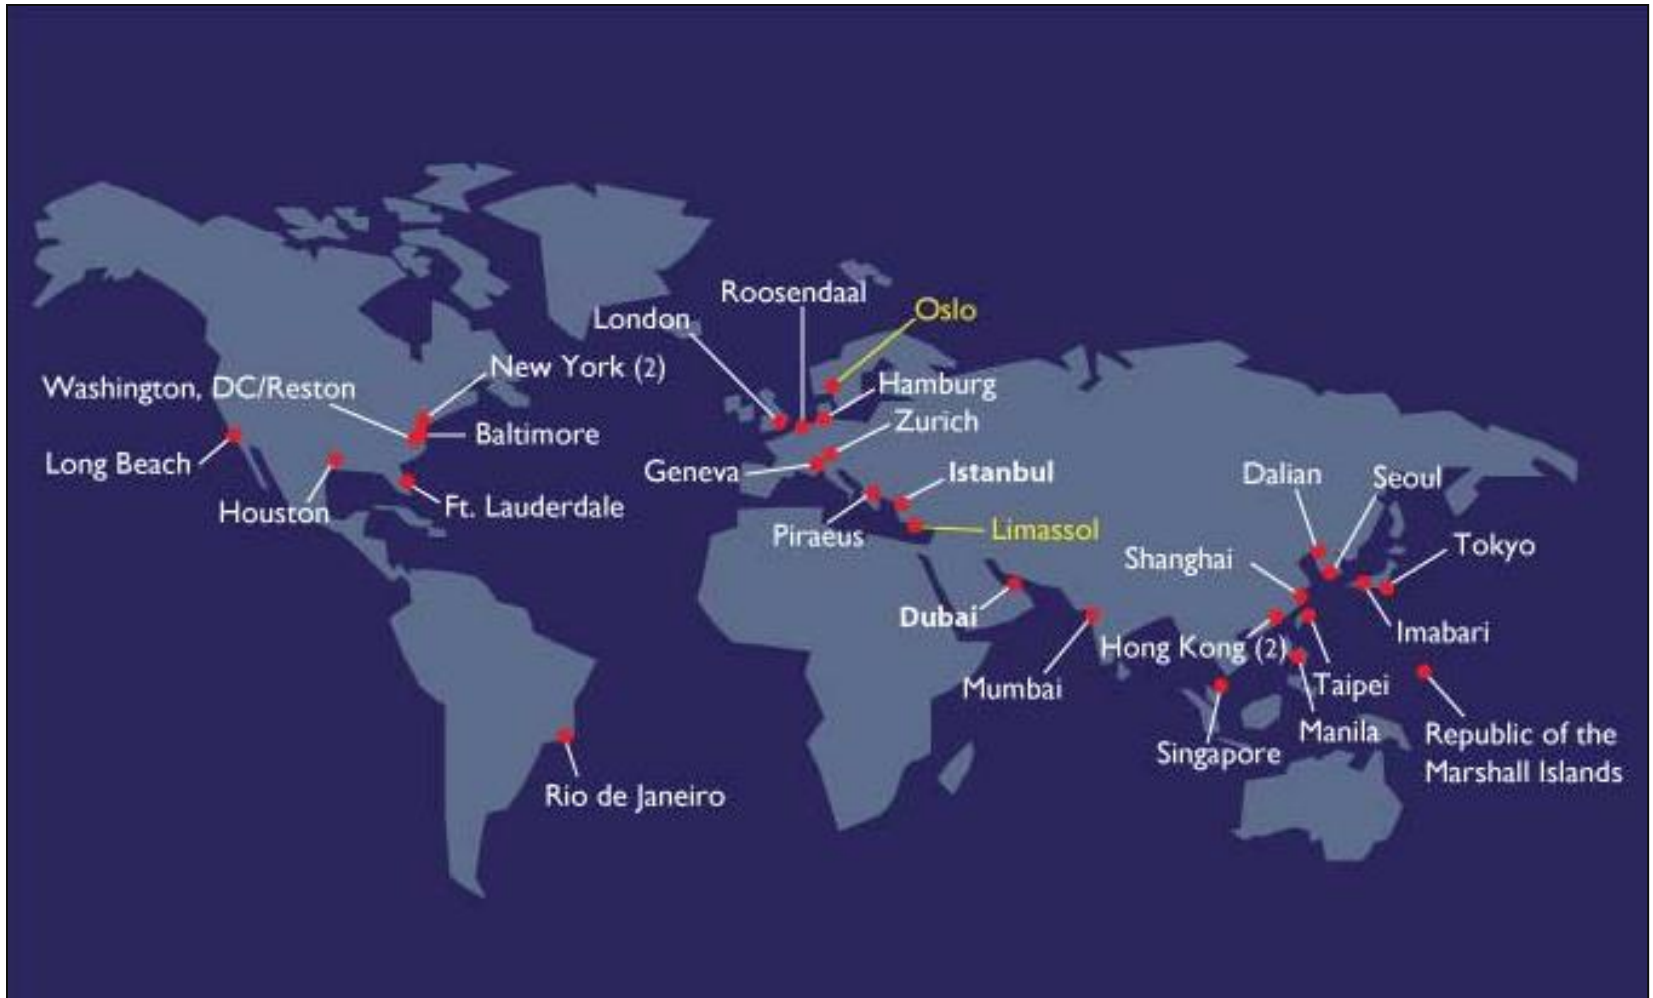 Roosendaal
Oslo
London
New York (2)
Washington, DC/Reston
Hamburg
Zurich
Baltimore
Long Beach
Geneva
Istanbul
Dalian
Seoul
Houston
Ft. Lauderdale
Piraeus
Limassol
Tokyo
Shanghai
Dubai
Imabari
Hong Kong (2)
Mumbai
Taipei
Manila
Republic of the
Marshall Islands
Singapore
Rio de Janeiro